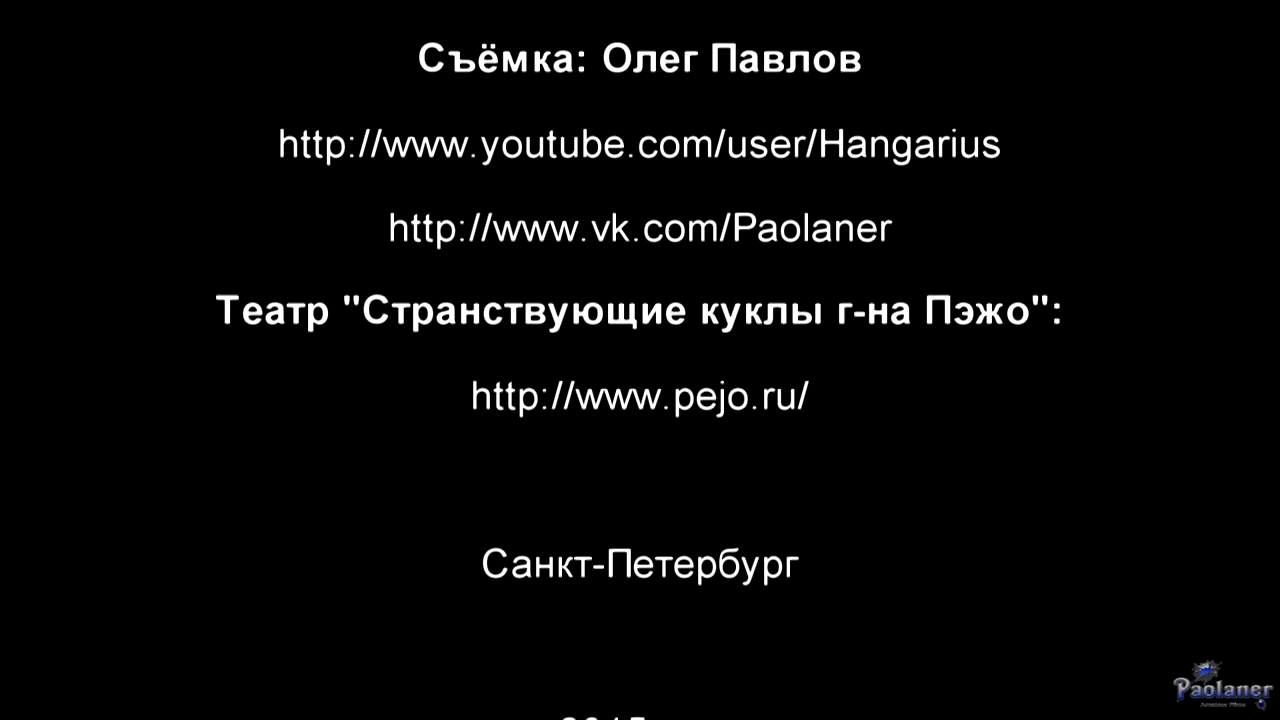 Съёмка: Олег Павлов
http://www.youtube.com/user/Hangarius
http://www.vk.com/Paolaner
Театр "Странствующие куклы г-на Пэжо":
http://www.pejo.ru/
Санкт-Петербург
Paolaner